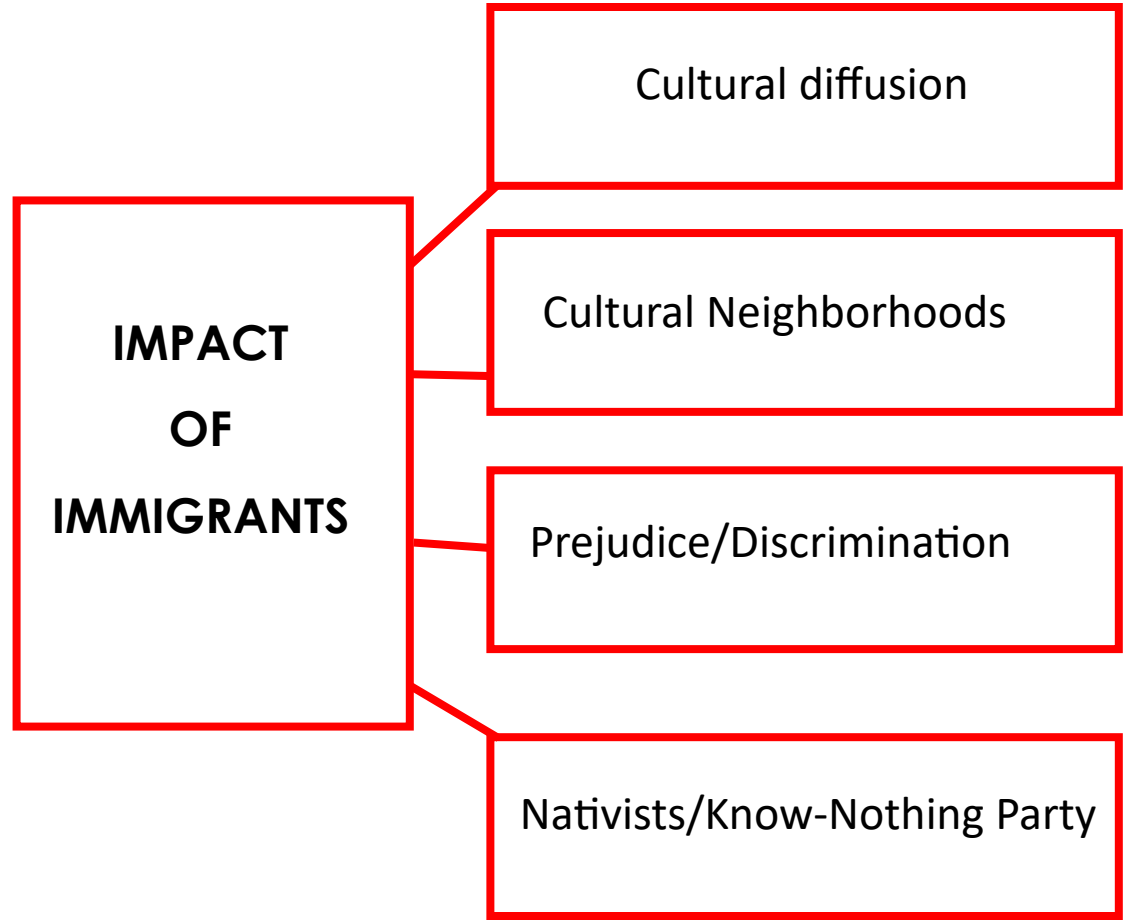 Cultural diffusion
IMPACT
OF
IMMIGRANTS
Cultural Neighborhoods
Prejudice/Discrimination
Nativists/Know-Nothing Party